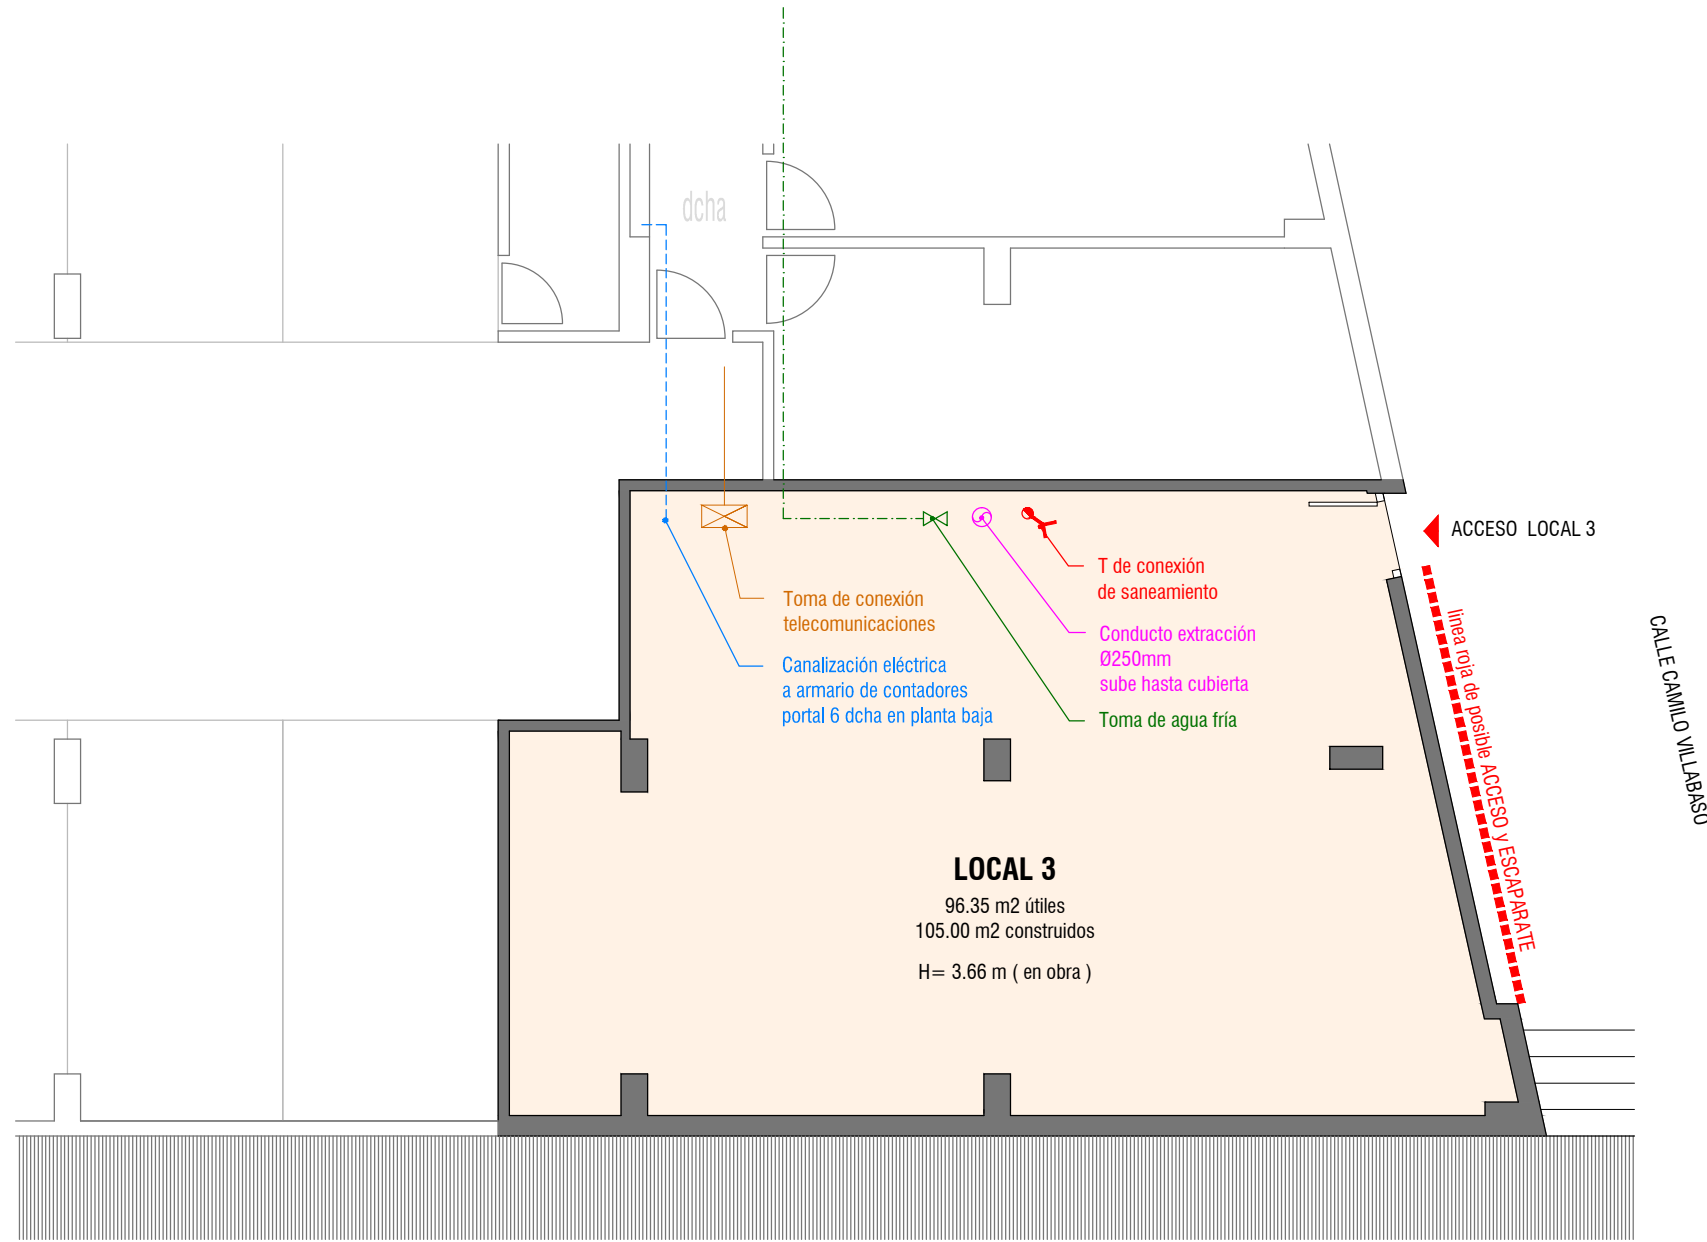 dcha
ACCESO LOCAL 3
T de conexión
de saneamiento
Toma de conexión
telecomunicaciones
Conducto extracción
Ø250mm
sube hasta cubierta
Canalización eléctrica
a armario de contadores
portal 6 dcha en planta baja
Toma de agua fría
línea roja de posible ACCESO y ESCAPARATE
CALLE CAMILO VILLABASO
LOCAL 3
96.35 m2 útiles
105.00 m2 construidos
H= 3.66 m ( en obra )